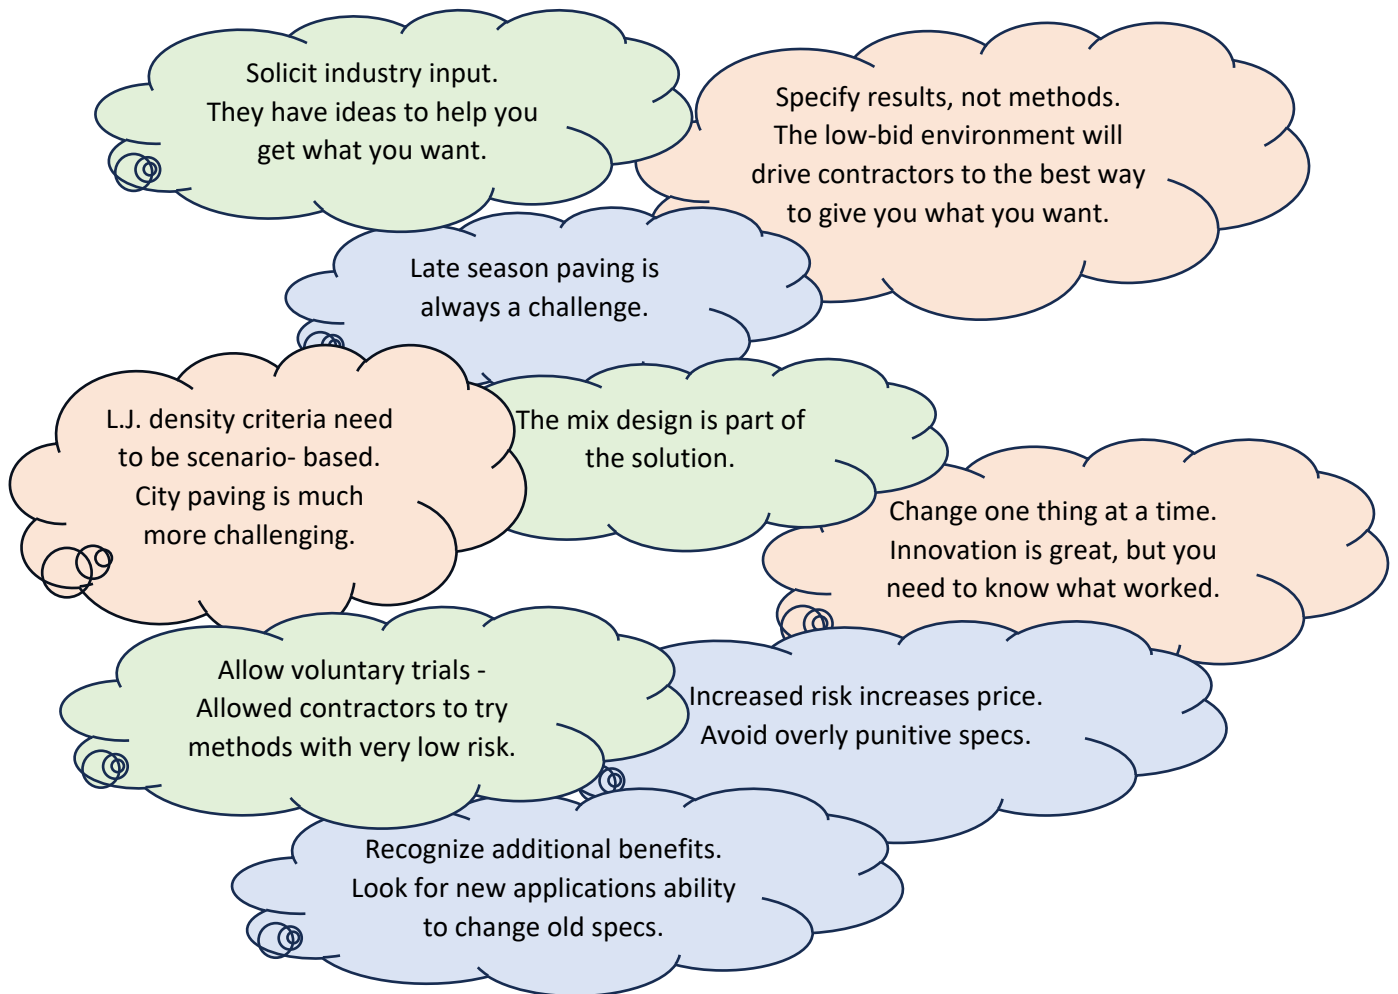 Solicit industry input.
They have ideas to help you
get what you want.
Specify results, not methods.
The low-bid environment will
drive contractors to the best way
to give you what you want.
Late season paving is
always a challenge.
L.J. density criteria need
to be scenario- based.
City paving is much
more challenging.
The mix design is part of
the solution.
Change one thing at a time.
Innovation is great, but you
need to know what worked.
Allow voluntary trials -
Allowed contractors to try
methods with very low risk.
Increased risk increases price.
Avoid overly punitive specs.
Recognize additional benefits.
Look for new applications ability
to change old specs.